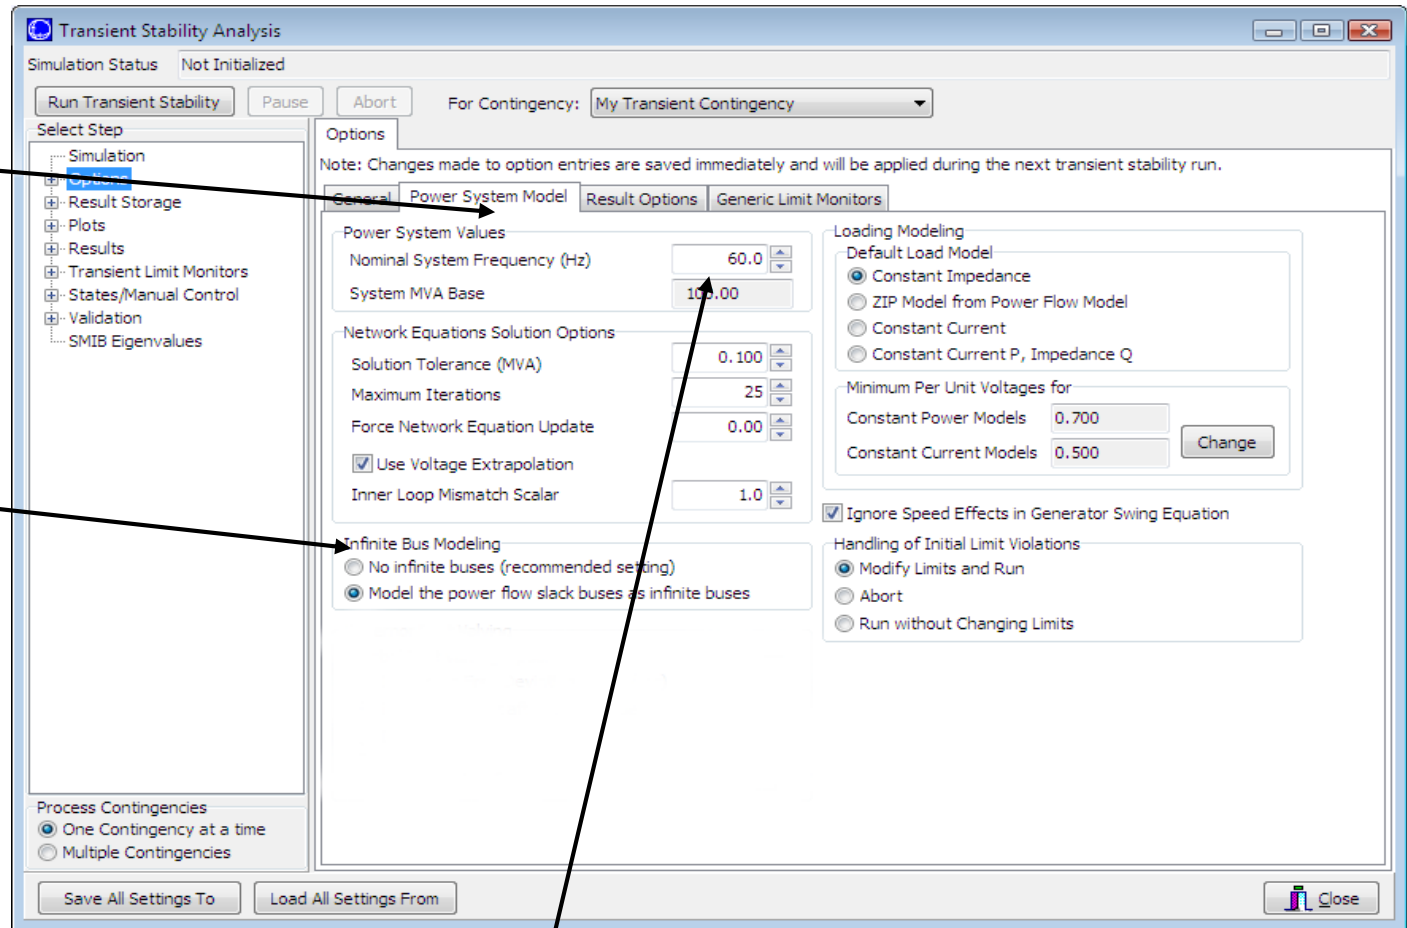 Transient Stability Analysis
Simulation Status Not Initialized
Run Transient Stability Pause Abort For Contingency: My Transient Contingency
Select Step
Simulation
Options
Result Storage
Plots
Results
Transient Limit Monitors
States/Manual Control
Validation
SMIB Eigenvalues
Process Contingencies
One Contingency at a time
Multiple Contingencies
Options
Note: Changes made to option entries are saved immediately and will be applied during the next transient stability run.
General Power System Model Result Options Generic Limit Monitors
Power System Values
Nominal System Frequency (Hz) 60.0
System MVA Base 100.00
Network Equations Solution Options
Solution Tolerance (MVA) 0.100
Maximum Iterations 25
Force Network Equation Update 0.00
Use Voltage Extrapolation
Inner Loop Mismatch Scalar 1.0
Infinite Bus Modeling
No infinite buses (recommended setting)
Model the power flow slack buses as infinite buses
Loading Modeling
Default Load Model
Constant Impedance
ZIP Model from Power Flow Model
Constant Current
Constant Current P, Impedance Q
Minimum Per Unit Voltages for
Constant Power Models 0.700
Constant Current Models 0.500
Change
Ignore Speed Effects in Generator Swing Equation
Handling of Initial Limit Violations
Modify Limits and Run
Abort
Run without Changing Limits
Save All Settings To Load All Settings From Close